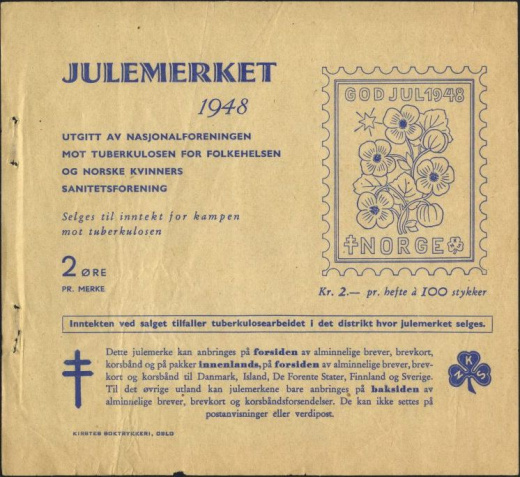 JULEMERKET
1948
UTGITT AV NASJONALFORENINGEN
MOT TUBERKULOSEN FOR FOLKEHELSEN
OG NORSKE KVINNERS
SANITETSFORENING
Selges til inntekt for kampen
mot tuberkulosen
2 ØRE
PR. MERKE
GOD JUL 1948
NORGE
Kr. 2.— pr. hefte à 100 stykker
Inntekten ved salget tilfaller tuberkulosearbeidet i det distrikt hvor julemerket selges.
Dette julemerke kan anbringes på forsiden av alminnelige brever, brevkort,
korsbånd og på pakker innenlands, på forsiden av alminnelige brever, brev-
kort og korsbånd til Danmark, Island, De Forente Stater, Finnland og Sverige.
Til det øvrige utland kan julemerkene bare anbringes på baksiden av
alminnelige brever, brevkort og korsbåndforsendelser. De kan ikke settes på
postanvisninger eller verdipost.
NKS
KIRSTES BOKTRYKKERI, OSLO